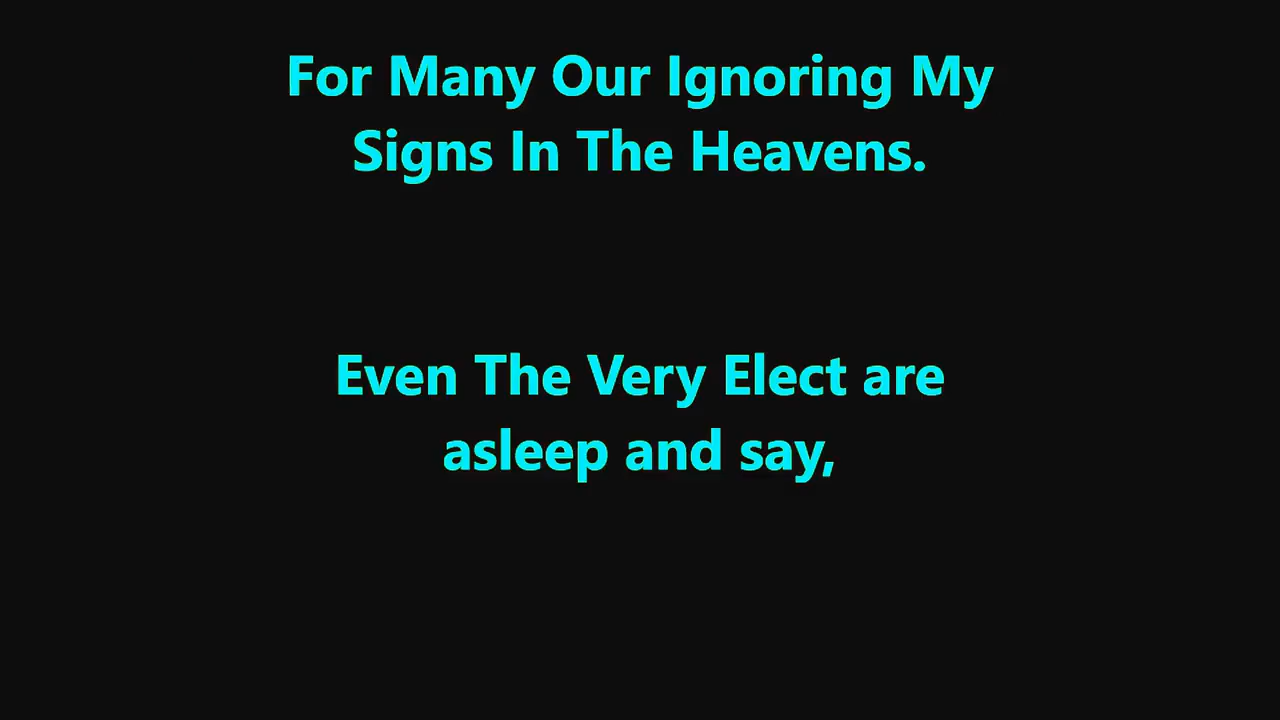 For Many Our Ignoring My
Signs In The Heavens.
Even The Very Elect are
asleep and say,